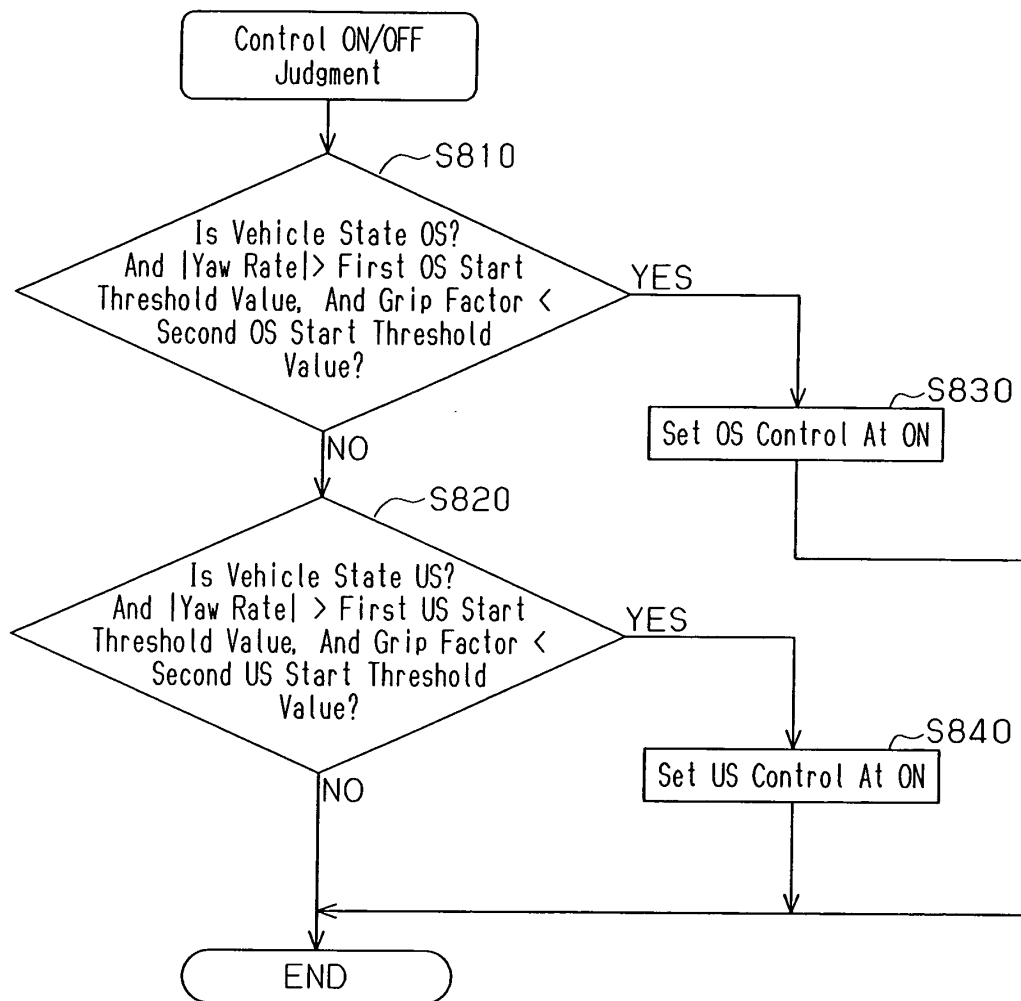 Control ON/OFF
Judgment
S810
Is Vehicle State OS?
And |Yaw Rate|> First OS Start
Threshold Value, And Grip Factor <
Second OS Start Threshold
Value?
YES
S830
Set OS Control At ON
NO
S820
Is Vehicle State US?
And |Yaw Rate| > First US Start
Threshold Value, And Grip Factor <
Second US Start Threshold
Value?
YES
S840
Set US Control At ON
NO
END